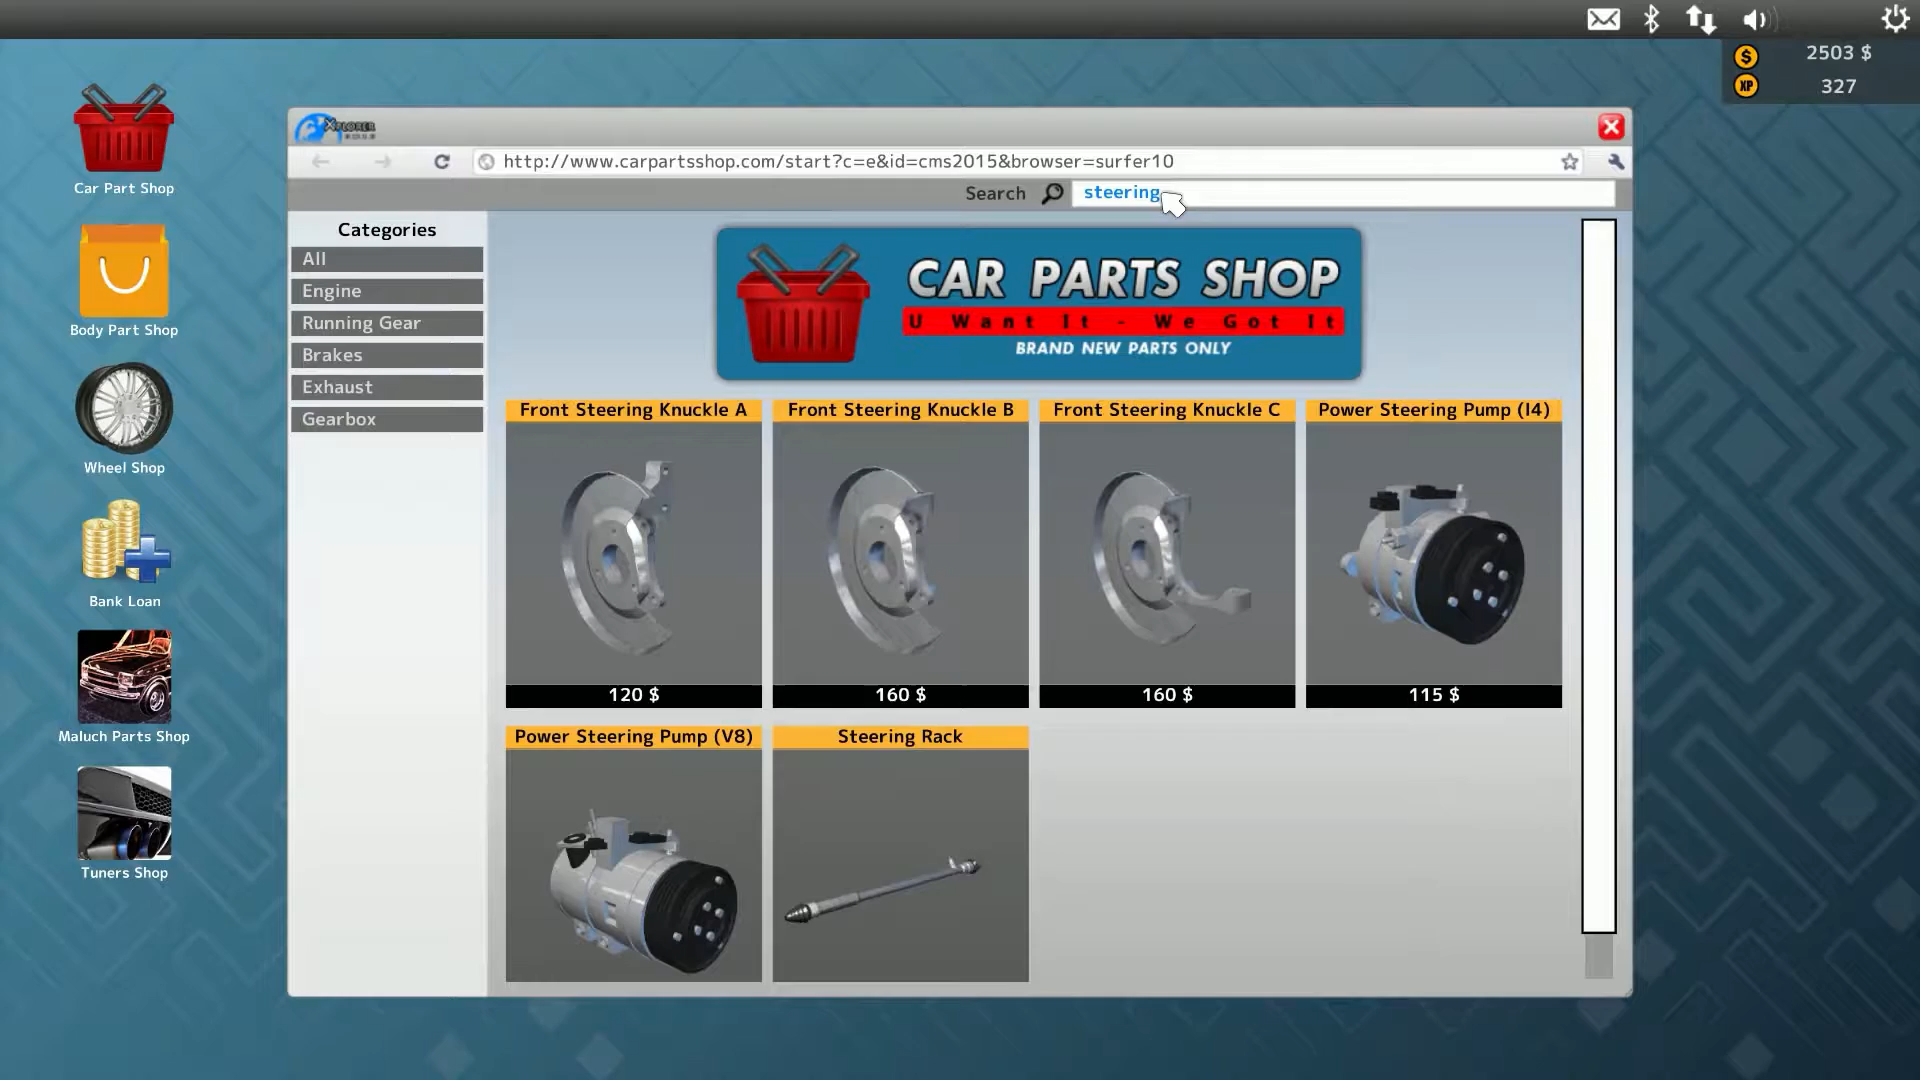 2503 $
XP 327
Car Part Shop
Body Part Shop
Wheel Shop
Bank Loan
Maluch Parts Shop
Tuners Shop
XPLORER
http://www.carpartsshop.com/start?c=e&id=cms2015&browser=surfer10
Search steering
Categories
All
Engine
Running Gear
Brakes
Exhaust
Gearbox
CAR PARTS SHOP
U Want It - We Got It
BRAND NEW PARTS ONLY
Front Steering Knuckle A
120 $
Front Steering Knuckle B
160 $
Front Steering Knuckle C
160 $
Power Steering Pump (I4)
115 $
Power Steering Pump (V8)
Steering Rack